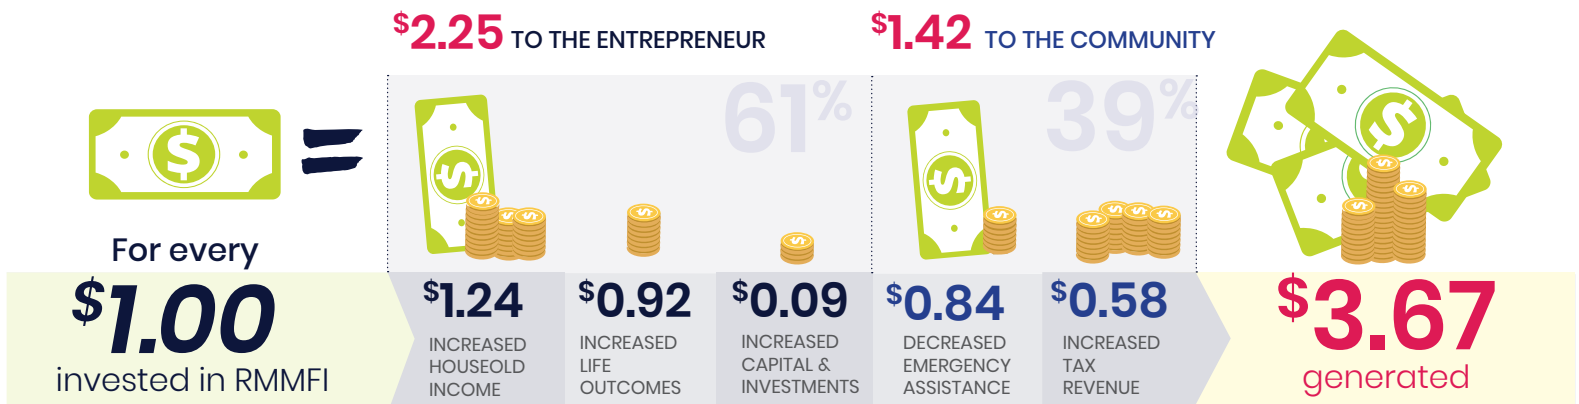 $2.25 TO THE ENTREPRENEUR
$1.42 TO THE COMMUNITY
61%
39%
For every
$1.00
invested in RMMFI
$1.24
INCREASED
HOUSEOLD
INCOME
$0.92
INCREASED
LIFE
OUTCOMES
$0.09
INCREASED
CAPITAL &
INVESTMENTS
$0.84
DECREASED
EMERGENCY
ASSISTANCE
$0.58
INCREASED
TAX
REVENUE
$3.67
generated